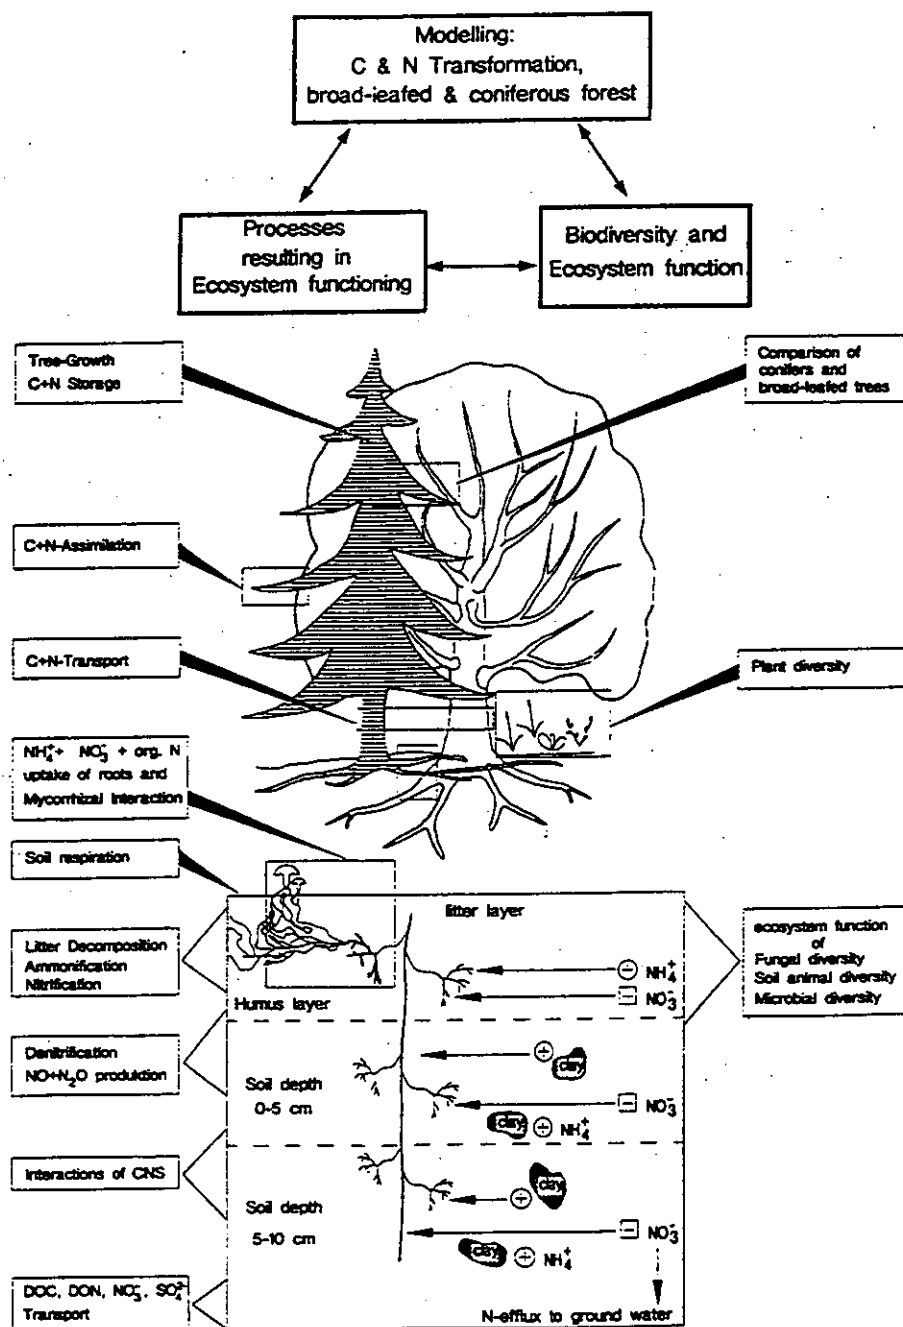 Modelling:
C & N Transformation,
broad-leafed & coniferous forest
Processes
resulting in
Ecosystem functioning
Biodiversity and
Ecosystem function
Tree-Growth
C+N Storage
Comparison of
conifers and
broad-leafed trees
C+N-Assimilation
C+N-Transport
Plant diversity
NH₄⁺+ NO₃⁻ + org. N
uptake of roots and
Mycorrhizal Interaction
Soil respiration
litter layer
Litter Decomposition
Ammonification
Nitrification
ecosystem function
of
Fungal diversity
Soil animal diversity
Microbial diversity
+ NH₄⁺
- NO₃⁻
Humus layer
Denitrification
NO+N₂O produktion
Soil depth
0-5 cm
+ clay
- NO₃⁻
clay + NH₄⁺
Interactions of CNS
Soil depth
5-10 cm
+ clay
- NO₃⁻
clay + NH₄⁺
DOC, DON, NO₃⁻, SO₄²⁻
Transport
N-efflux to ground water